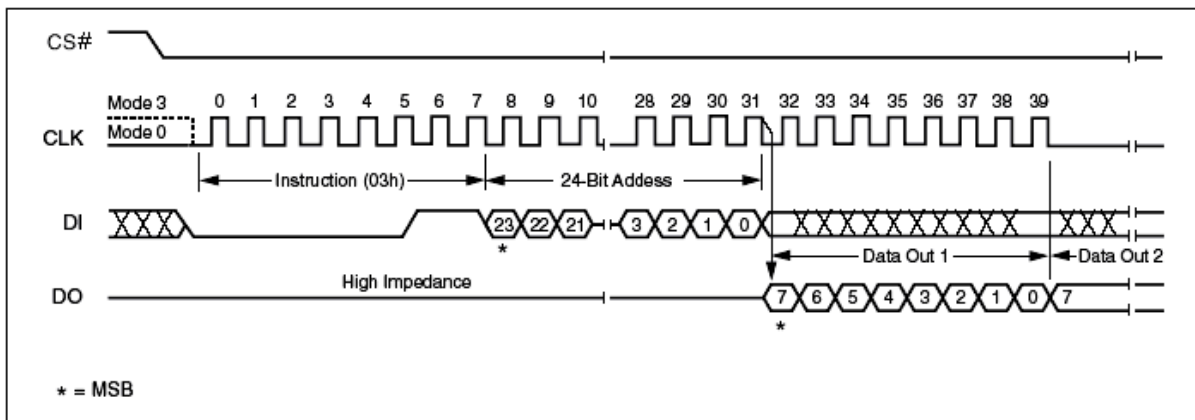 CS#
Mode 3
0 1 2 3 4 5 6 7 8 9 10 28 29 30 31 32 33 34 35 36 37 38 39
CLK
Mode 0
Instruction (03h) 24-Bit Addess
DI 23 22 21 3 2 1 0
* Data Out 1 Data Out 2
High Impedance
DO 7 6 5 4 3 2 1 0 7
*
* = MSB